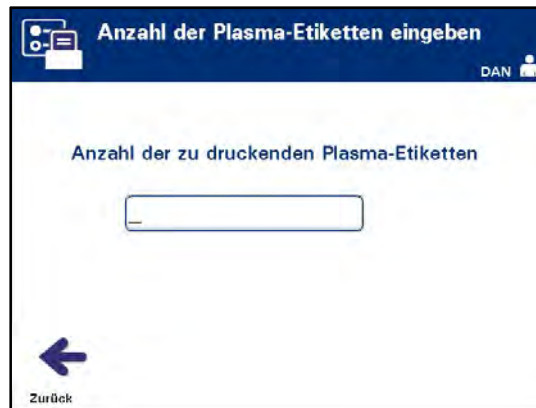 Anzahl der Plasma-Etiketten eingeben
DAN
Anzahl der zu druckenden Plasma-Etiketten
_
Zurück